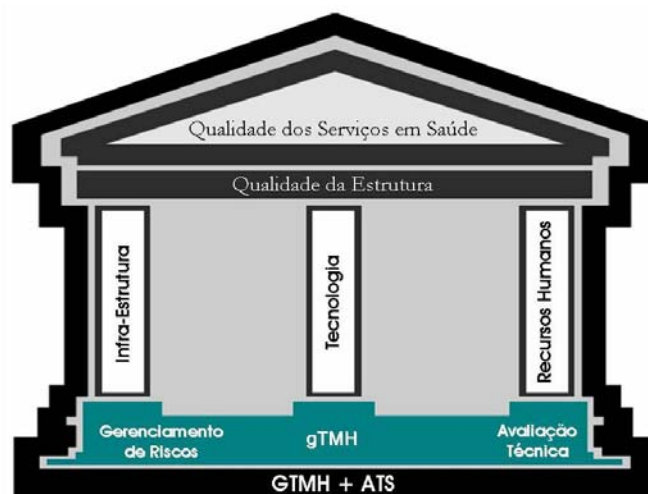 Qualidade dos Serviços em Saúde
Qualidade da Estrutura
Infra-Estrutura
Tecnologia
Recursos Humanos
Gerenciamento
de Riscos
gTMH
Avaliação
Técnica
GTMH + ATS